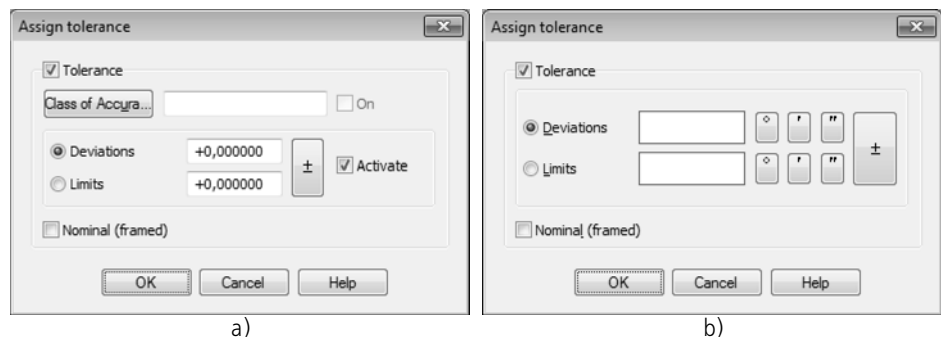 Assign tolerance
Tolerance
Class of Accura... On
Deviations +0,000000 ± Activate
Limits +0,000000
Nominal (framed)
OK Cancel Help
a)
Assign tolerance
Tolerance
Deviations ° ' " ±
Limits ° ' "
Nominal (framed)
OK Cancel Help
b)